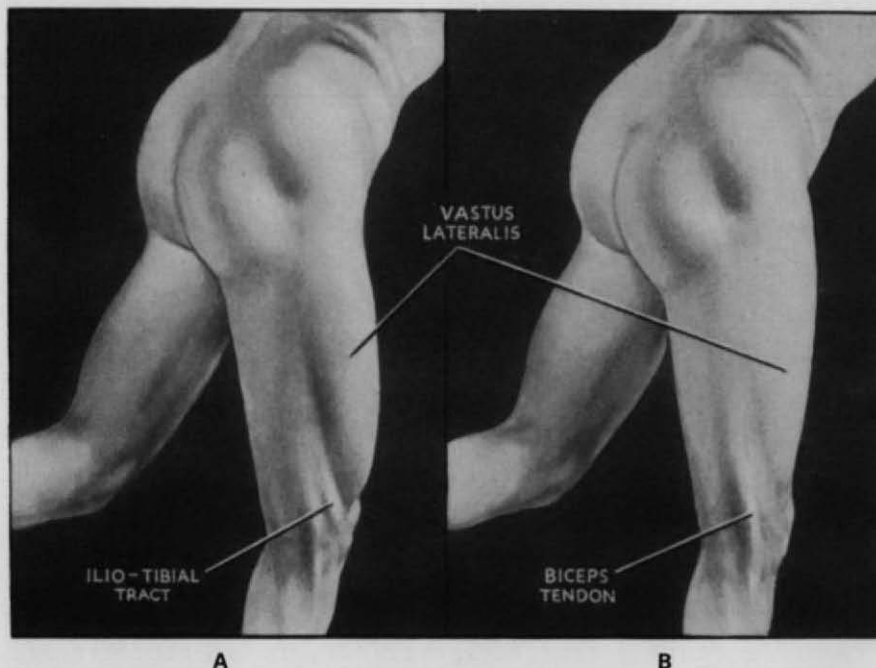 VASTUS
LATERALIS
ILIO-TIBIAL
TRACT
BICEPS
TENDON
A
B